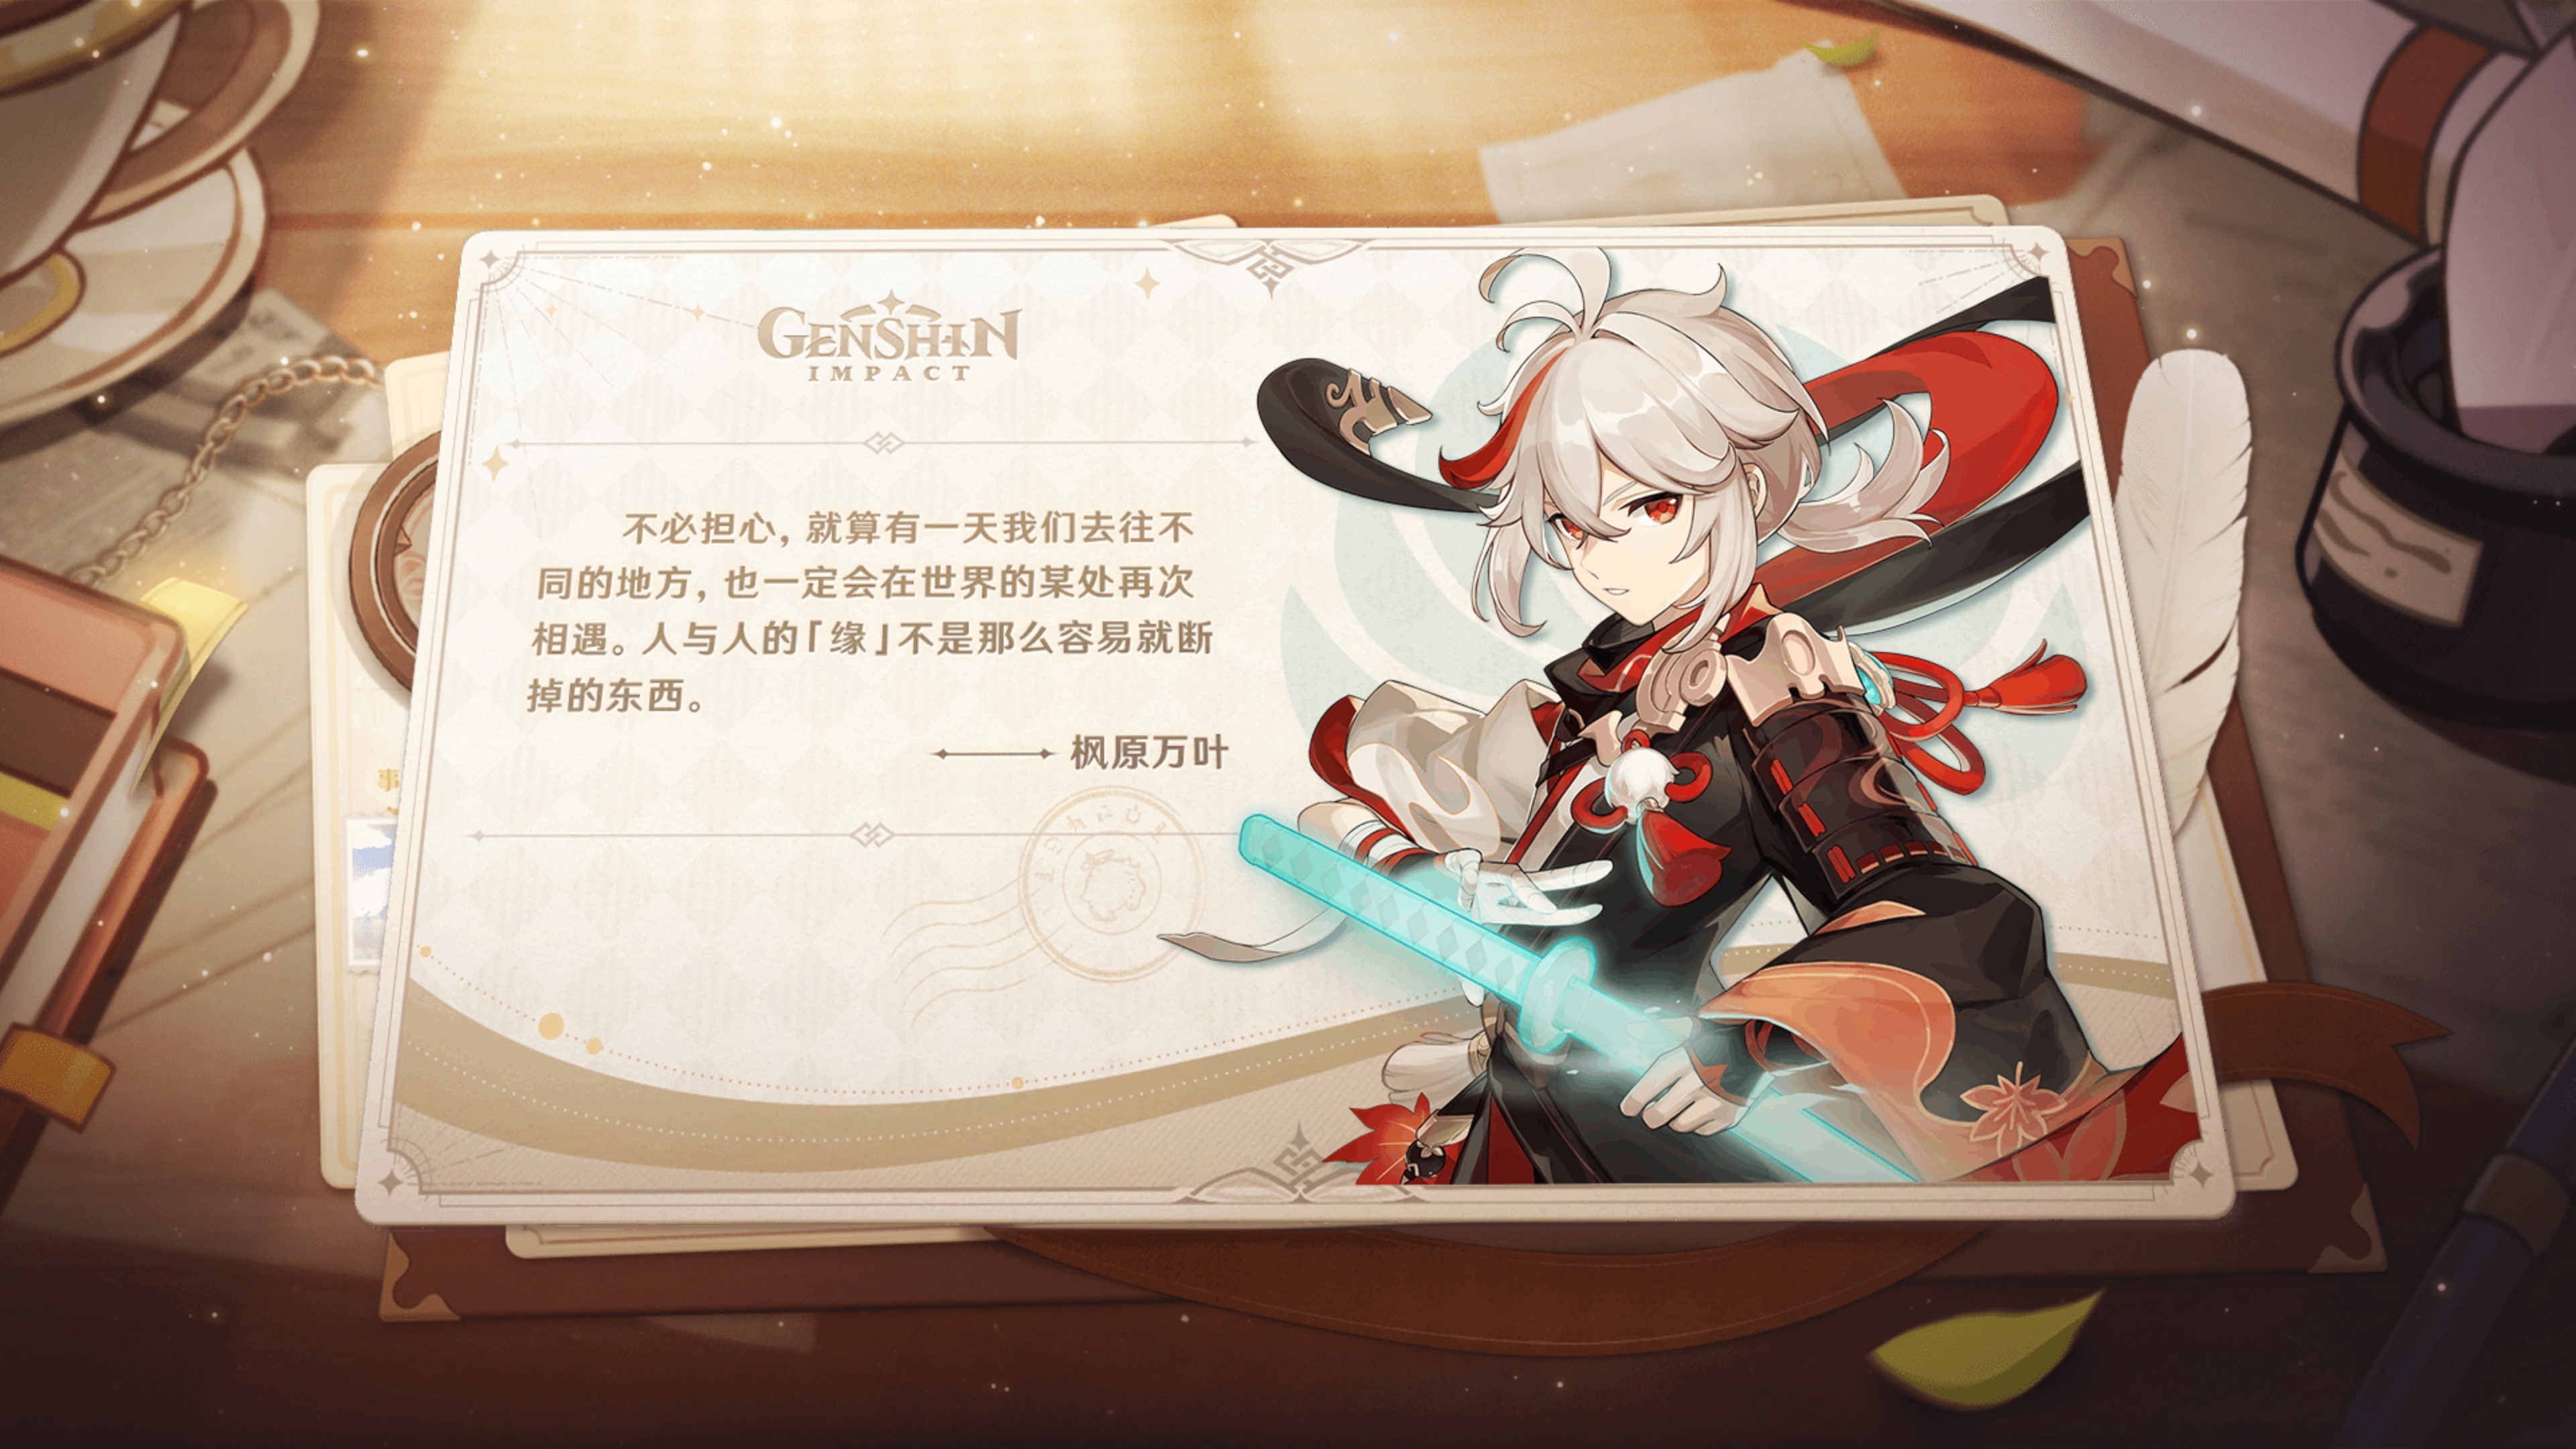 GENSHIN
IMPACT
不必担心，就算有一天我们去往不
同的地方，也一定会在世界的某处再次
相遇。人与人的「缘」不是那么容易就断
掉的东西。
枫原万叶
事